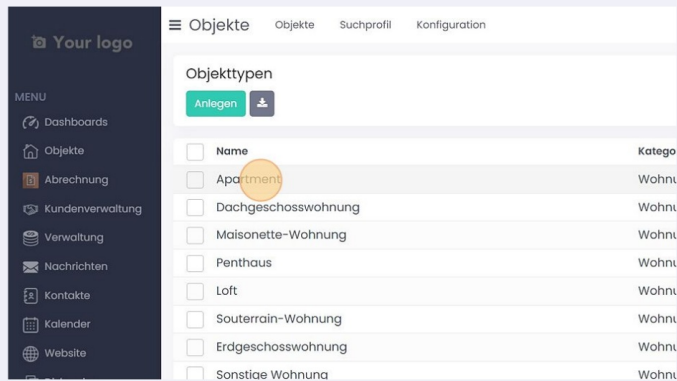 Your logo
MENU
Dashboards
Objekte
Abrechnung
Kundenverwaltung
Verwaltung
Nachrichten
Kontakte
Kalender
Website
Objekte Objekte Suchprofil Konfiguration
Objekttypen
Anlegen
Name Katego
Apartment Wohnu
Dachgeschosswohnung Wohnu
Maisonette-Wohnung Wohnu
Penthaus Wohnu
Loft Wohnu
Souterrain-Wohnung Wohnu
Erdgeschosswohnung Wohnu
Sonstige Wohnung Wohnu